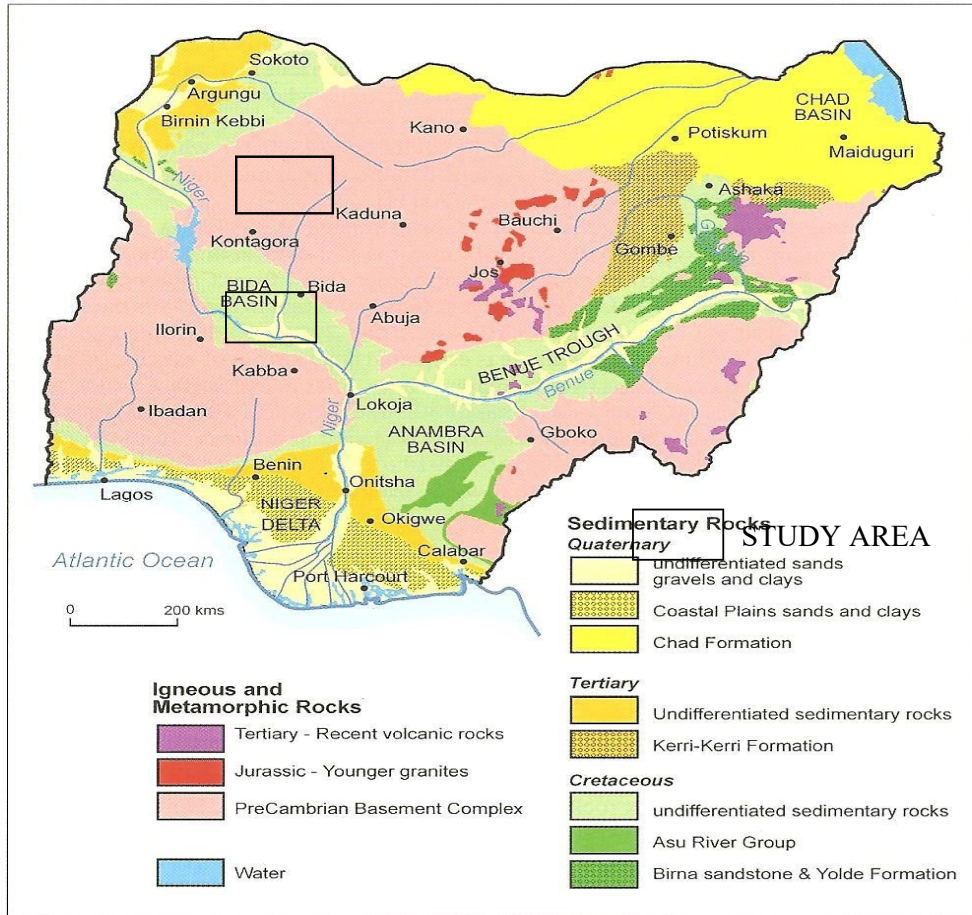 Sokoto
Argungu
Birnin Kebbi
Kano
CHAD
BASIN
Potiskum
Maiduguri
Niger
Ashaka
Kaduna
Bauchi
Kontagora
Gombe
Jos
BIDA
BASIN
Bida
Abuja
Ilorin
BENUE TROUGH
Benue
Kabba
Lokoja
Ibadan
Niger
ANAMBRA
BASIN
Gboko
Benin
Onitsha
Lagos
NIGER
DELTA
Okigwe
Calabar
Atlantic Ocean
Port Harcourt
0 200 kms
Sedimentary Rocks
STUDY AREA
Quaternary
undifferentiated sands
gravels and clays
Coastal Plains sands and clays
Chad Formation
Tertiary
Undifferentiated sedimentary rocks
Kerri-Kerri Formation
Cretaceous
undifferentiated sedimentary rocks
Asu River Group
Birna sandstone & Yolde Formation
Igneous and
Metamorphic Rocks
Tertiary - Recent volcanic rocks
Jurassic - Younger granites
PreCambrian Basement Complex
Water